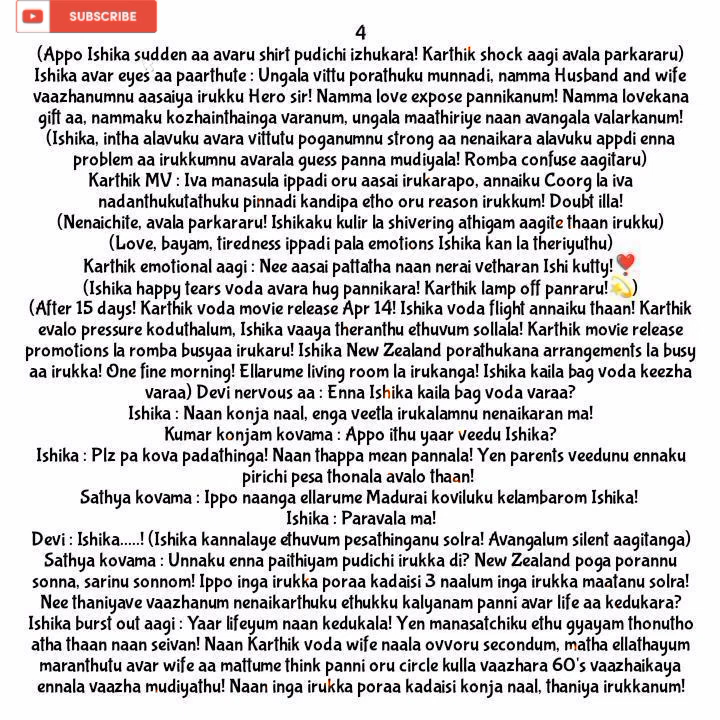 SUBSCRIBE
4
(Appo Ishika sudden aa avaru shirt pudichi izhukara! Karthik shock aagi avala parkararu)
Ishika avar eyes aa paarthute : Ungala vittu porathuku munnadi, namma Husband and wife
vaazhanumnu aasaiya irukku Hero sir! Namma love expose pannikanum! Namma lovekana
gift aa, nammaku kozhainthainga varanum, ungala maathiriye naan avangala valarkanum!
(Ishika, intha alavuku avara vittutu poganumnu strong aa nenaikara alavuku appdi enna
problem aa irukkumnu avarala guess panna mudiyala! Romba confuse aagitaru)
Karthik MV : Iva manasula ippadi oru aasai irukarapo, annaiku Coorg la iva
nadanthukutathuku pinnadi kandipa etho oru reason irukkum! Doubt illa!
(Nenaichite, avala parkararu! Ishikaku kulir la shivering athigam aagite thaan irukku)
(Love, bayam, tiredness ippadi pala emotions Ishika kan la theriyuthu)
Karthik emotional aagi : Nee aasai pattatha naan nerai vetharan Ishi kutty!❣️
(Ishika happy tears voda avara hug pannikara! Karthik lamp off panraru!💫)
(After 15 days! Karthik voda movie release Apr 14! Ishika voda flight annaiku thaan! Karthik
evalo pressure koduthalum, Ishika vaaya theranthu ethuvum sollala! Karthik movie release
promotions la romba busyaa irukaru! Ishika New Zealand porathukana arrangements la busy
aa irukka! One fine morning! Ellarume living room la irukanga! Ishika kaila bag voda keezha
varaa) Devi nervous aa : Enna Ishika kaila bag voda varaa?
Ishika : Naan konja naal, enga veetla irukalamnu nenaikaran ma!
Kumar konjam kovama : Appo ithu yaar veedu Ishika?
Ishika : Plz pa kova padathinga! Naan thappa mean pannala! Yen parents veedunu ennaku
pirichi pesa thonala avalo thaan!
Sathya kovama : Ippo naanga ellarume Madurai koviluku kelambarom Ishika!
Ishika : Paravala ma!
Devi : Ishika.....! (Ishika kannalaye ethuvum pesathinganu solra! Avangalum silent aagitanga)
Sathya kovama : Unnaku enna paithiyam pudichi irukka di? New Zealand poga porannu
sonna, sarinu sonnom! Ippo inga irukka poraa kadaisi 3 naalum inga irukka maatanu solra!
Nee thaniyave vaazhanum nenaikarthuku ethukku kalyanam panni avar life aa kedukara?
Ishika burst out aagi : Yaar lifeyum naan kedukala! Yen manasatchiku ethu gyayam thonutho
atha thaan naan seivan! Naan Karthik voda wife naala ovvoru secondum, matha ellathayum
maranthutu avar wife aa mattume think panni oru circle kulla vaazhara 60's vaazhaikaya
ennala vaazha mudiyathu! Naan inga irukka poraa kadaisi konja naal, thaniya irukkanum!